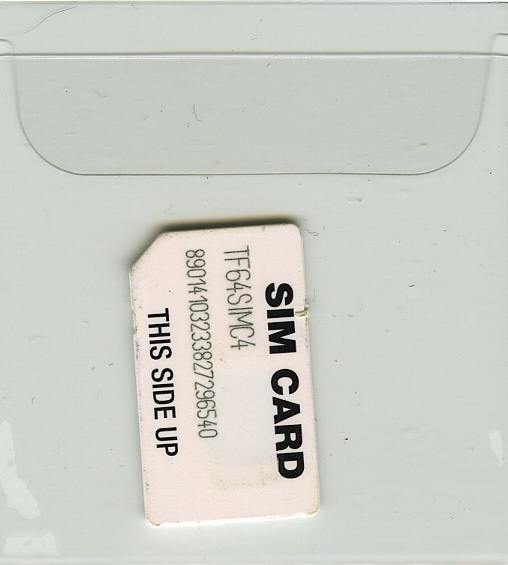 SIM CARD
TF64SIMC4
89014103233827296540
THIS SIDE UP